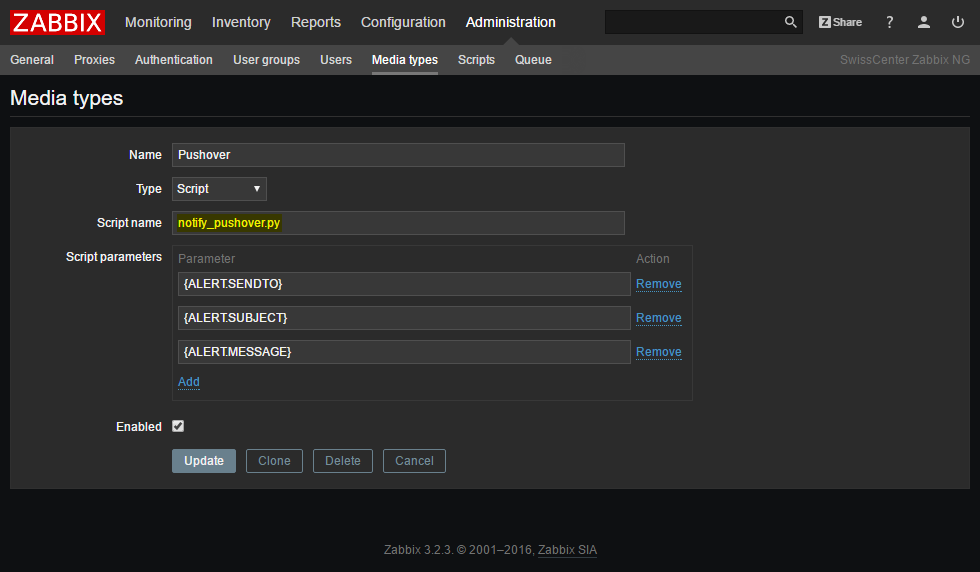 ZABBIX Monitoring Inventory Reports Configuration Administration Z Share ?
General Proxies Authentication User groups Users Media types Scripts Queue SwissCenter Zabbix NG
Media types
Name Pushover
Type Script
Script name notify_pushover.py
Script parameters Parameter Action
{ALERT.SENDTO} Remove
{ALERT.SUBJECT} Remove
{ALERT.MESSAGE} Remove
Add
Enabled
Update Clone Delete Cancel
Zabbix 3.2.3. © 2001–2016, Zabbix SIA